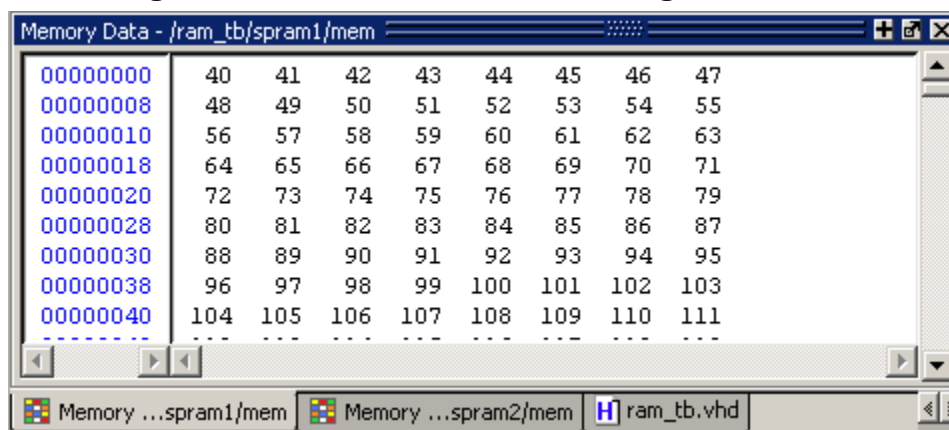 Memory Data - /ram_tb/spram1/mem
00000000 40 41 42 43 44 45 46 47
00000008 48 49 50 51 52 53 54 55
00000010 56 57 58 59 60 61 62 63
00000018 64 65 66 67 68 69 70 71
00000020 72 73 74 75 76 77 78 79
00000028 80 81 82 83 84 85 86 87
00000030 88 89 90 91 92 93 94 95
00000038 96 97 98 99 100 101 102 103
00000040 104 105 106 107 108 109 110 111
Memory ...spram1/mem Memory ...spram2/mem H ram_tb.vhd